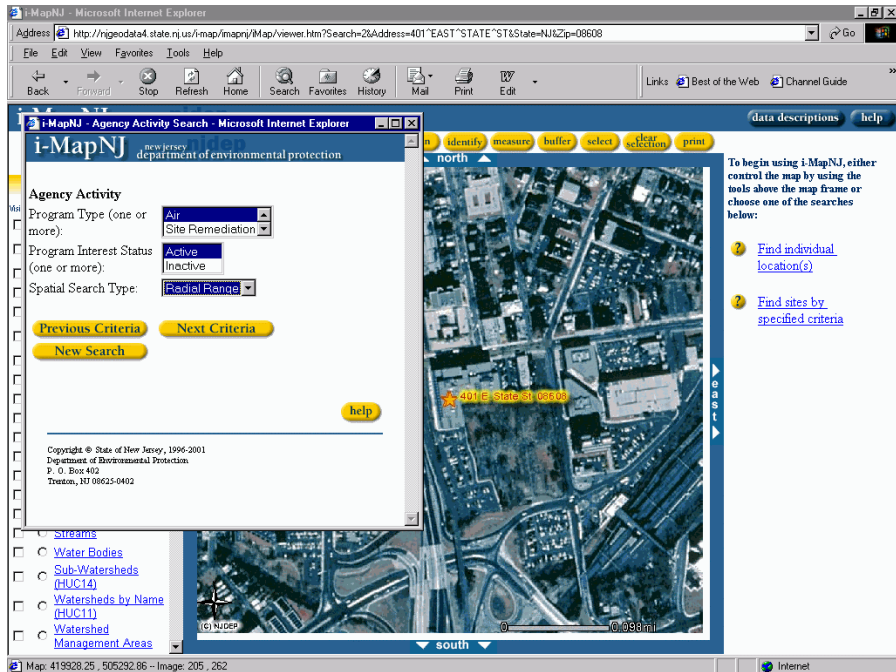 i-MapNJ - Microsoft Internet Explorer
Address http://njgeodata4.state.nj.us/i-map/imapnj/iMap/viewer.htm?Search=2&Address=401^EAST^STATE^ST&State=NJ&Zip=08608 Go
File Edit View Favorites Tools Help
Back Forward Stop Refresh Home Search Favorites History Mail Print Edit Links Best of the Web Channel Guide »
data descriptions help
i-MapNJ - Agency Activity Search - Microsoft Internet Explorer
i-MapNJ new jersey
department of environmental protection
identify measure buffer select clear selection print
north
Agency Activity
Program Type (one or more):
Air
Site Remediation
Program Interest Status (one or more):
Active
Inactive
Spatial Search Type: Radial Range
Previous Criteria Next Criteria
New Search
help
Copyright © State of New Jersey, 1996-2001
Department of Environmental Protection
P. O. Box 402
Trenton, NJ 08625-0402
Streams
Water Bodies
Sub-Watersheds
(HUC14)
Watersheds by Name
(HUC11)
Watershed
Management Areas
401 E State St 08608
east
(C) NJDEP
0 0.098mi
south
To begin using i-MapNJ, either
control the map by using the
tools above the map frame or
choose one of the searches
below:
? Find individual
location(s)
? Find sites by
specified criteria
Map: 419928.25 , 505292.86 -- Image: 205 , 262
Internet